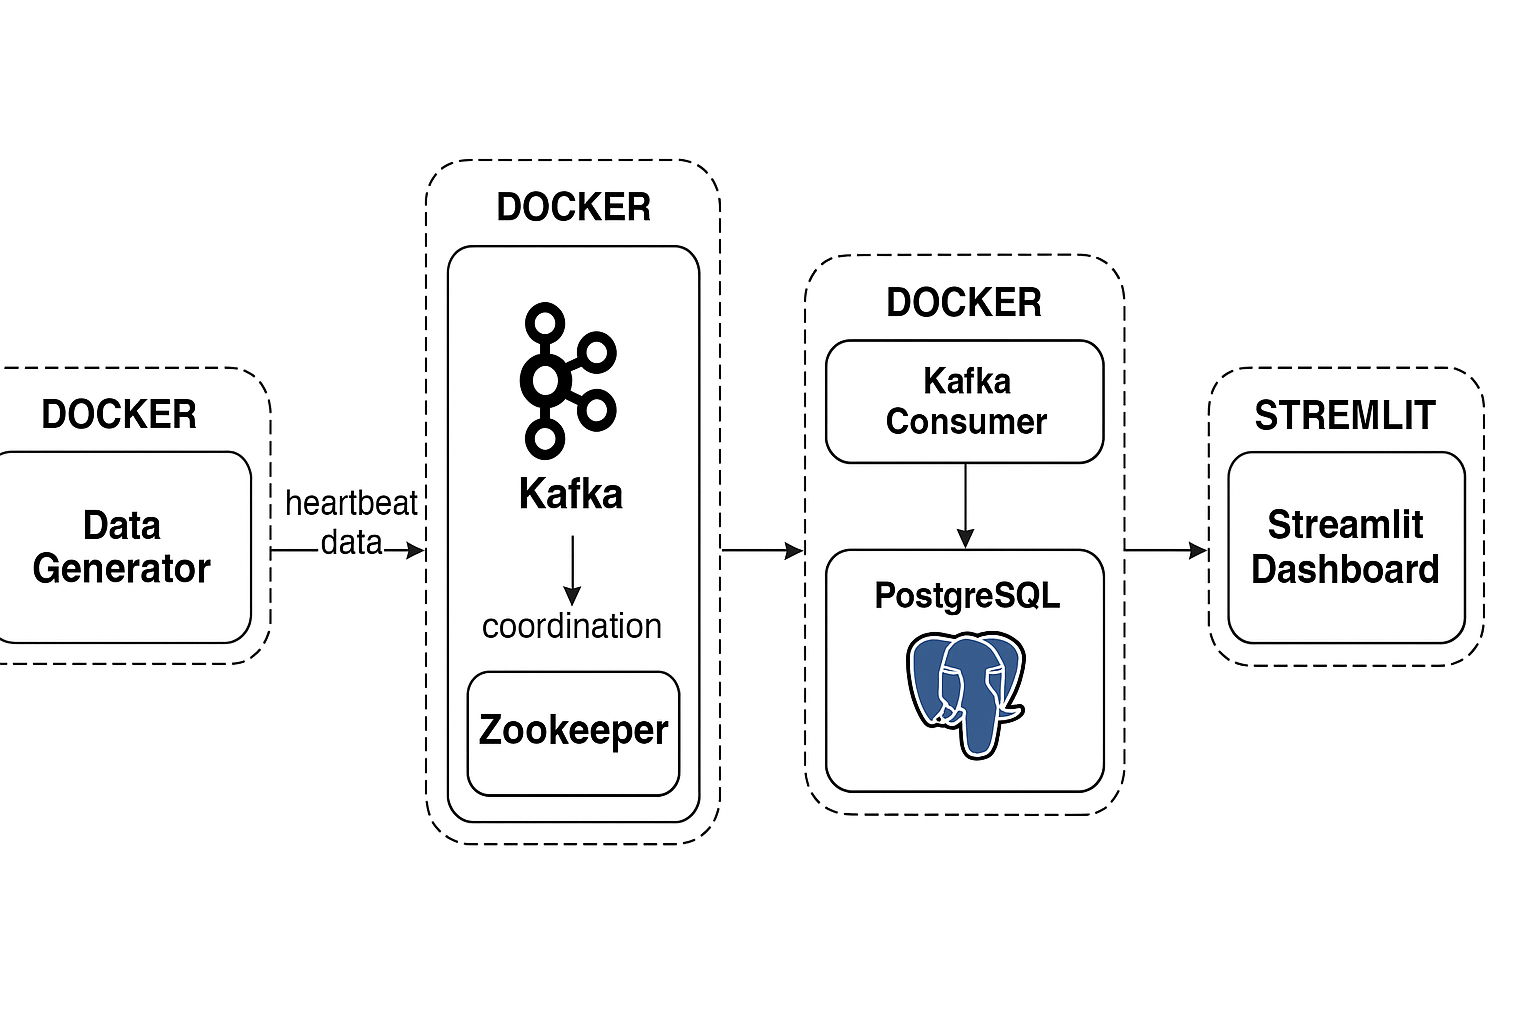 DOCKER
Data
Generator
heartbeat
data
DOCKER
Kafka
coordination
Zookeeper
DOCKER
Kafka
Consumer
PostgreSQL
STREMLIT
Streamlit
Dashboard